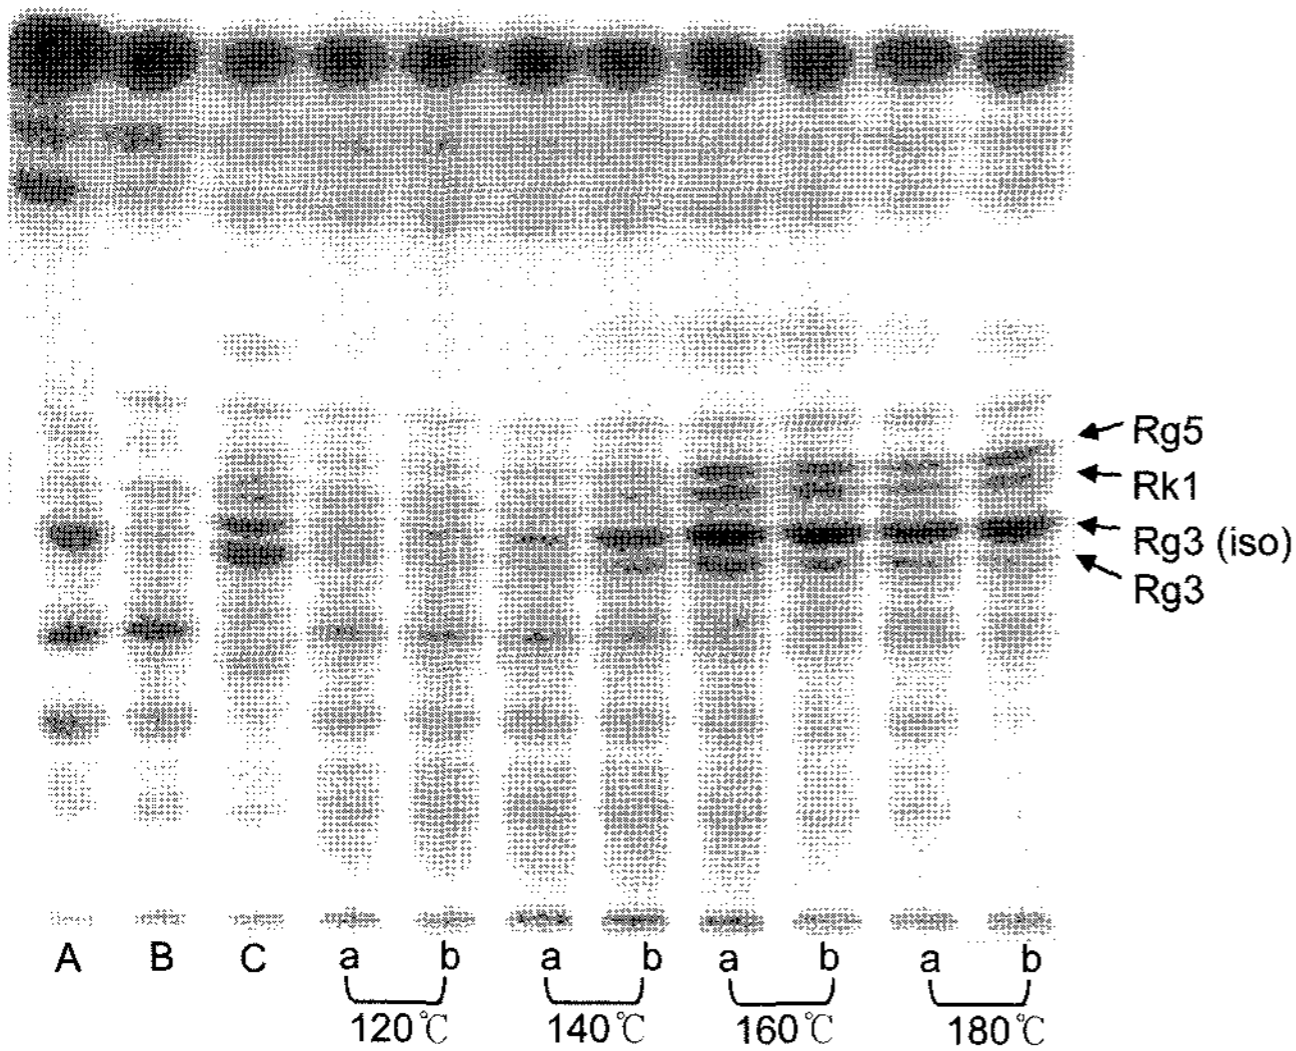 Rg5
Rk1
Rg3 (iso)
Rg3
A B C a b a b a b a b
120℃ 140℃ 160℃ 180℃